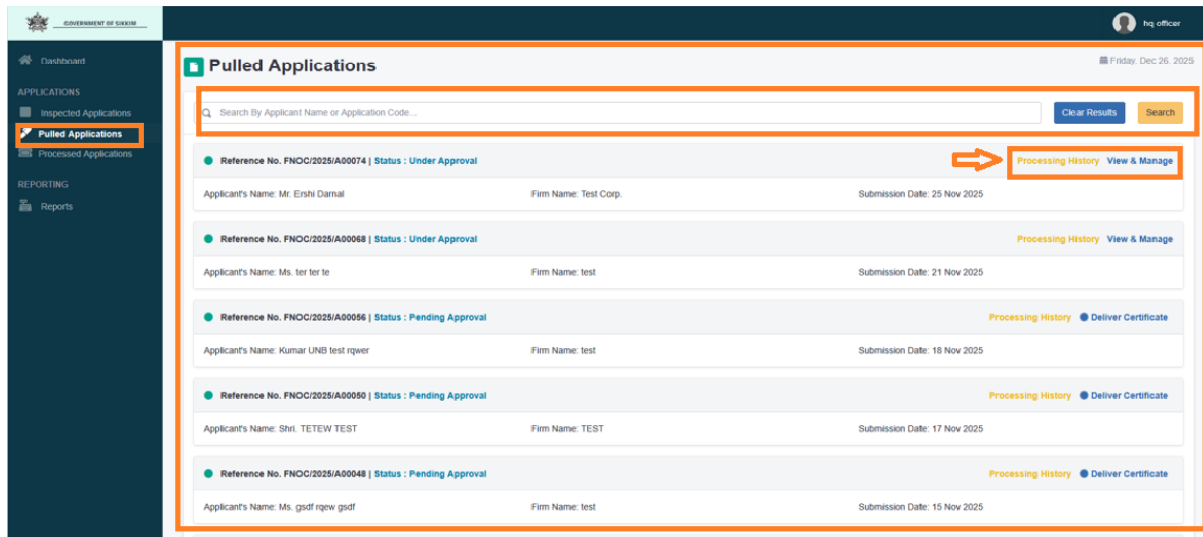 GOVERNMENT OF SIKKIM
hq officer
Dashboard
APPLICATIONS
Inspected Applications
Pulled Applications
Processed Applications
REPORTING
Reports
Pulled Applications
Friday, Dec 26, 2025
Search By Applicant Name or Application Code...
Clear Results
Search
Reference No. FNOC/2025/A00074 | Status : Under Approval
Processing History View & Manage
Applicant's Name: Mr. Ershi Darnal Firm Name: Test Corp. Submission Date: 25 Nov 2025
Reference No. FNOC/2025/A00068 | Status : Under Approval
Processing History View & Manage
Applicant's Name: Ms. ter ter te Firm Name: test Submission Date: 21 Nov 2025
Reference No. FNOC/2025/A00056 | Status : Pending Approval
Processing History Deliver Certificate
Applicant's Name: Kumar UNB test rqwer Firm Name: test Submission Date: 18 Nov 2025
Reference No. FNOC/2025/A00050 | Status : Pending Approval
Processing History Deliver Certificate
Applicant's Name: Shri. TETEW TEST Firm Name: TEST Submission Date: 17 Nov 2025
Reference No. FNOC/2025/A00048 | Status : Pending Approval
Processing History Deliver Certificate
Applicant's Name: Ms. gsdf rqew gsdf Firm Name: test Submission Date: 15 Nov 2025